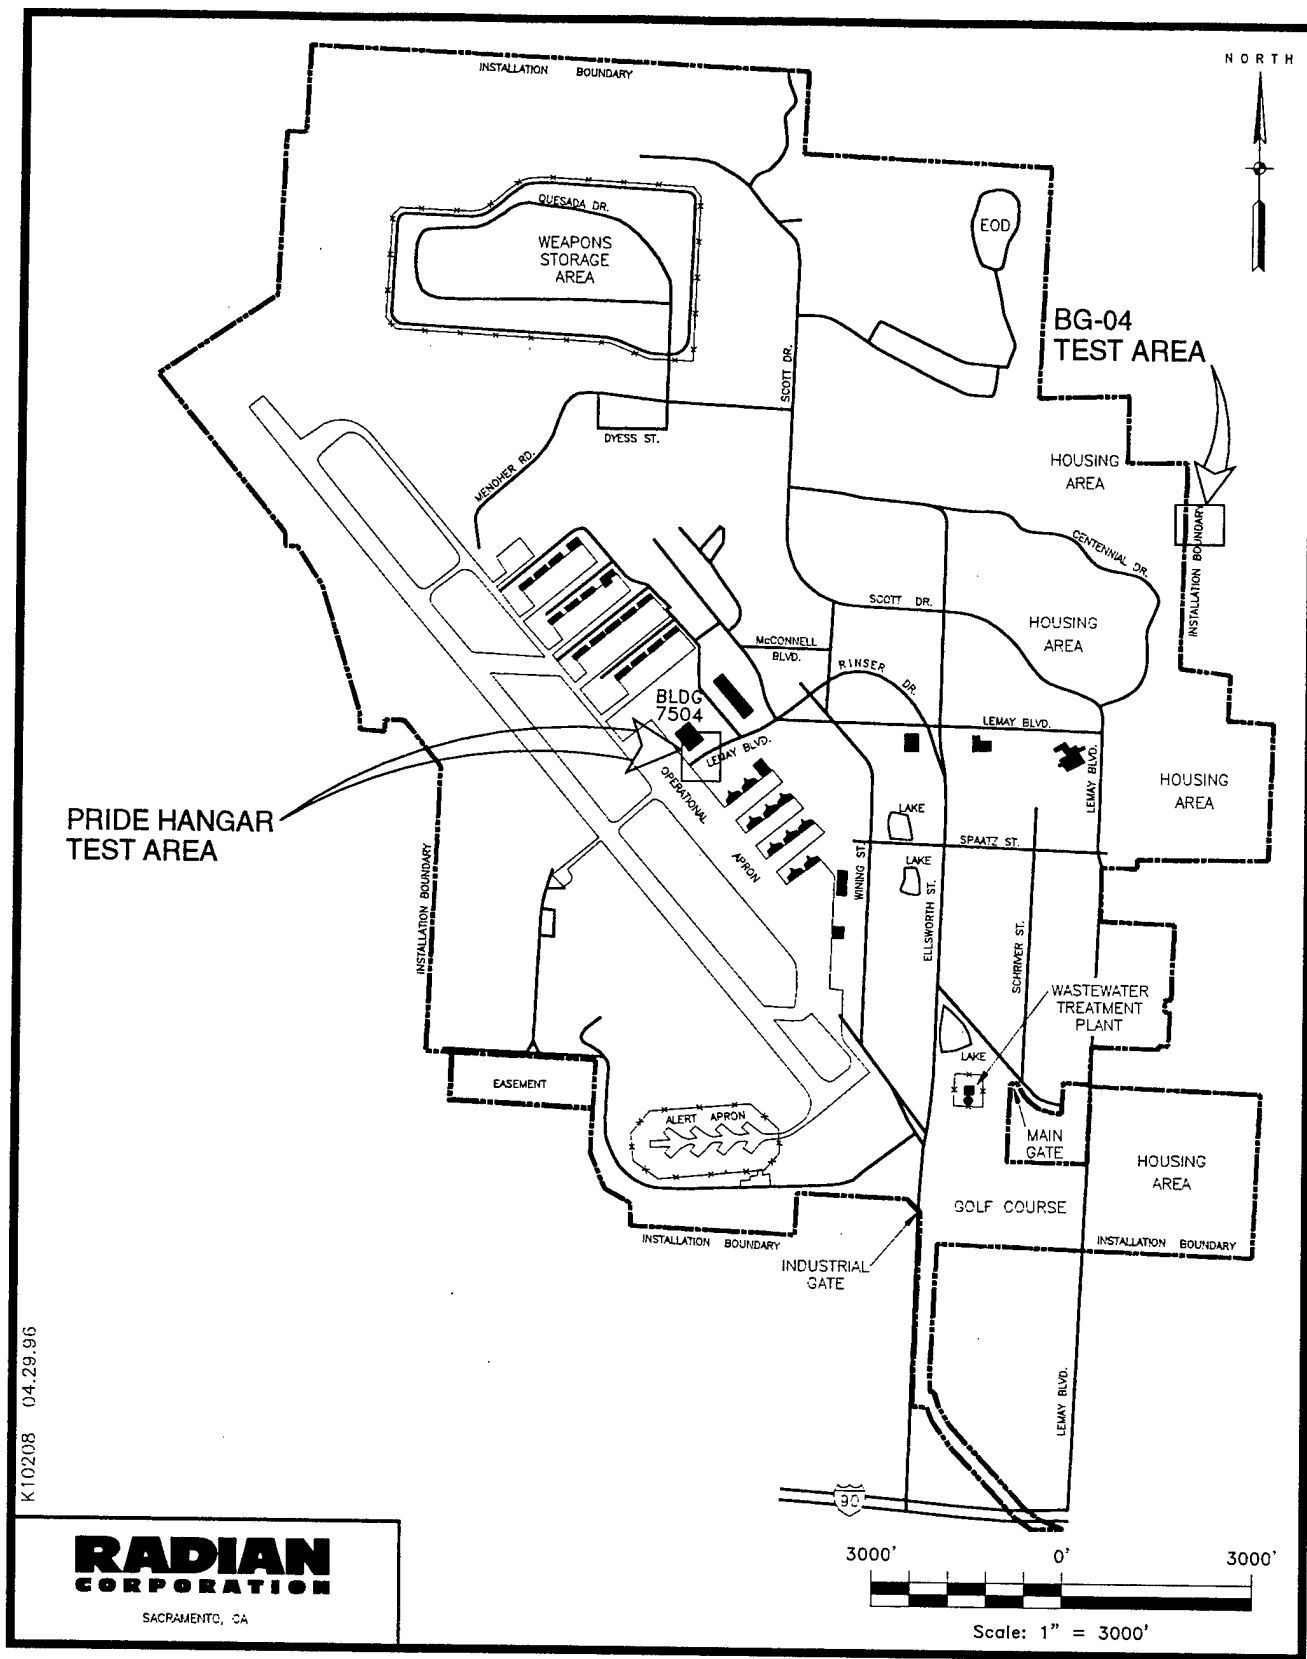 NORTH
INSTALLATION BOUNDARY
QUESADA DR.
WEAPONS
STORAGE
AREA
EOD
BG-04
TEST AREA
SCOTT DR.
DYESS ST.
MENOHER RD.
HOUSING
AREA
CENTENNIAL DR.
INSTALLATION BOUNDARY
SCOTT DR.
HOUSING
AREA
McCONNELL
BLVD.
RINSER DR.
BLDG
7504
LEMAY BLVD.
LEMAY BLVD.
LEMAY BLVD.
HOUSING
AREA
OPERATIONAL
APRON
PRIDE HANGAR
TEST AREA
LAKE
SPAATZ ST.
LAKE
WINING ST.
ELLSWORTH ST.
SCHRIVER ST.
INSTALLATION BOUNDARY
WASTEWATER
TREATMENT
PLANT
LAKE
EASEMENT
ALERT APRON
MAIN
GATE
HOUSING
AREA
GOLF COURSE
INSTALLATION BOUNDARY
INSTALLATION BOUNDARY
INDUSTRIAL
GATE
LEMAY BLVD.
90
K10208 04.29.96
RADIAN
CORPORATION
SACRAMENTO, CA
3000' 0' 3000'
Scale: 1" = 3000'